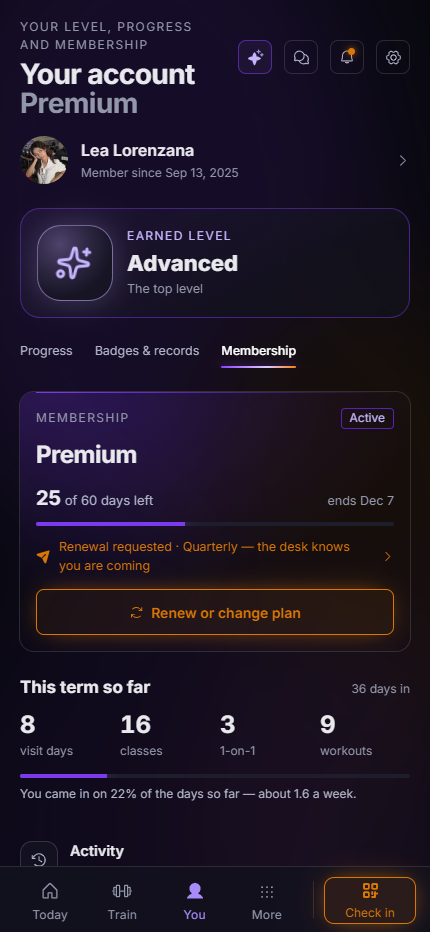 YOUR LEVEL, PROGRESS
AND MEMBERSHIP
Your account
Premium
Lea Lorenzana
Member since Sep 13, 2025
EARNED LEVEL
Advanced
The top level
Progress Badges & records Membership
MEMBERSHIP Active
Premium
25 of 60 days left ends Dec 7
Renewal requested · Quarterly — the desk knows
you are coming
Renew or change plan
This term so far 36 days in
8 16 3 9
visit days classes 1-on-1 workouts
You came in on 22% of the days so far — about 1.6 a week.
Activity
Today Train You More Check in